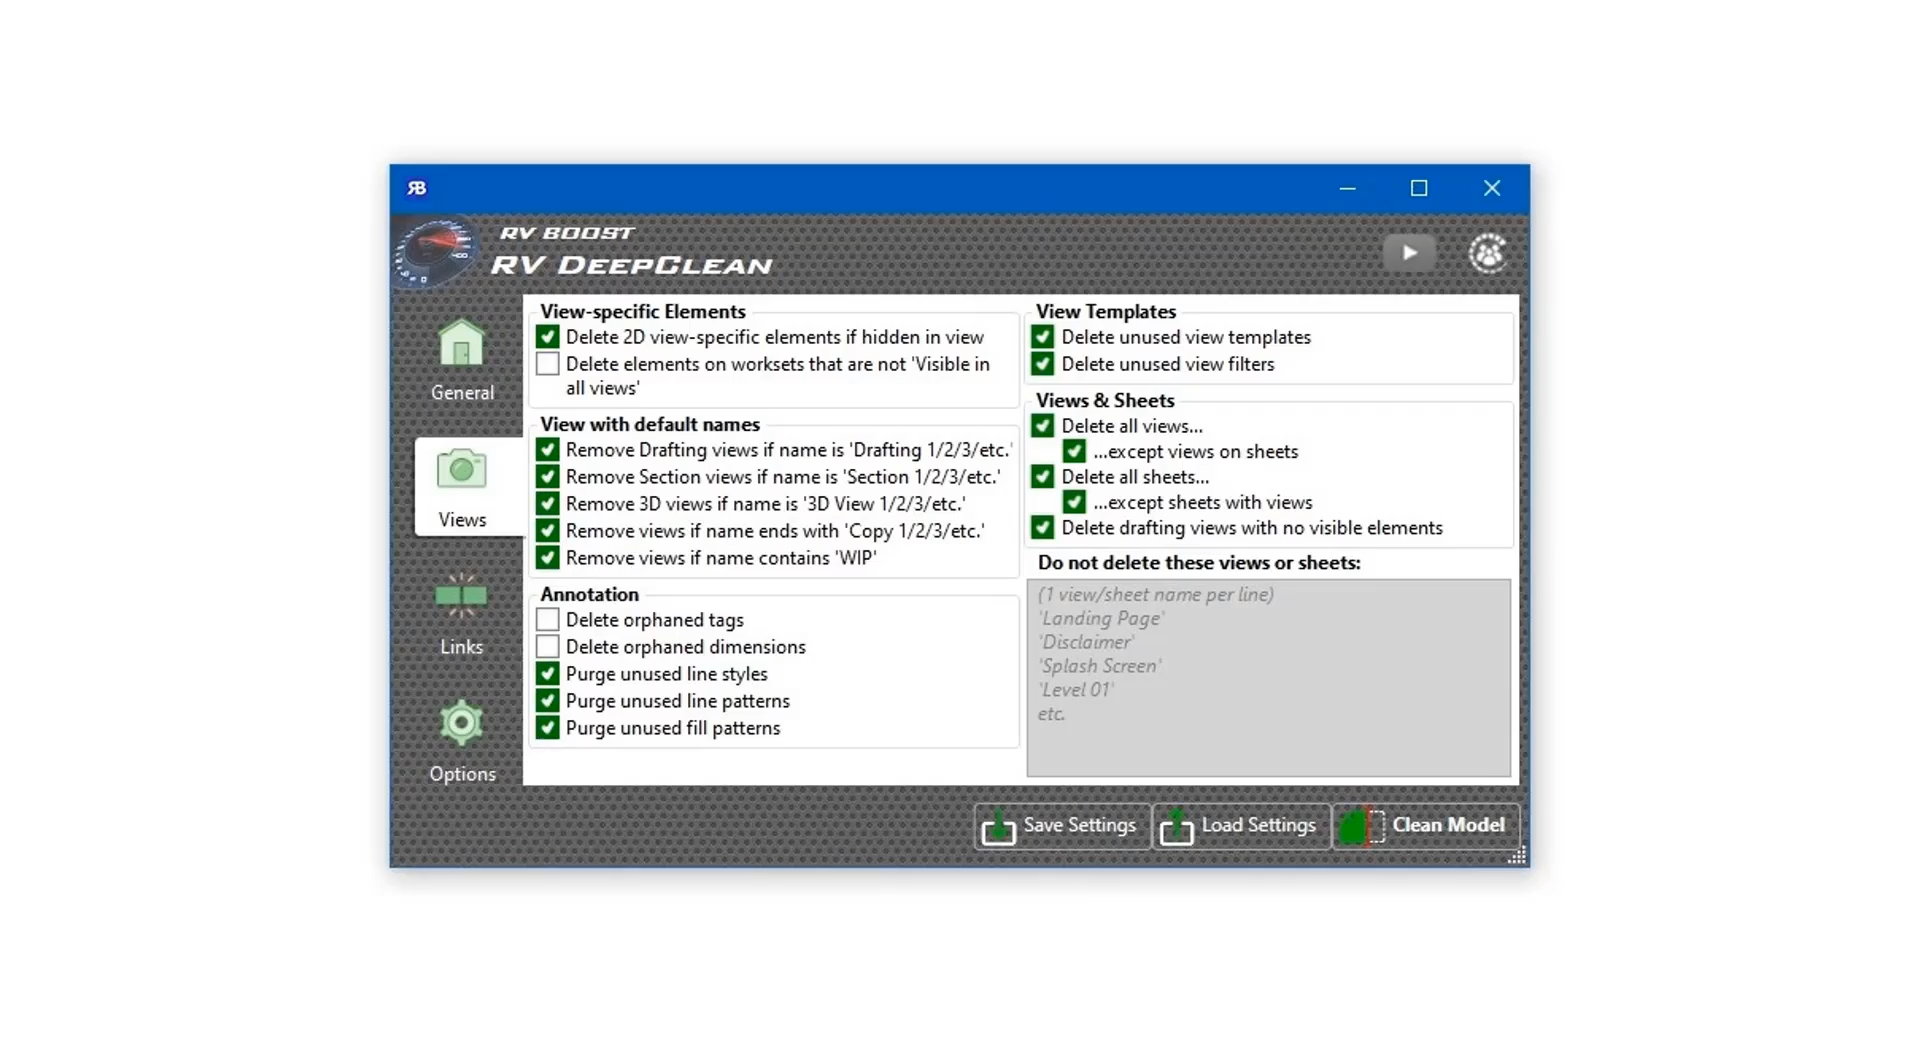 RB
RV BOOST
RV DEEPCLEAN
General
Views
Links
Options
View-specific Elements
Delete 2D view-specific elements if hidden in view
Delete elements on worksets that are not 'Visible in
all views'
View with default names
Remove Drafting views if name is 'Drafting 1/2/3/etc.'
Remove Section views if name is 'Section 1/2/3/etc.'
Remove 3D views if name is '3D View 1/2/3/etc.'
Remove views if name ends with 'Copy 1/2/3/etc.'
Remove views if name contains 'WIP'
Annotation
Delete orphaned tags
Delete orphaned dimensions
Purge unused line styles
Purge unused line patterns
Purge unused fill patterns
View Templates
Delete unused view templates
Delete unused view filters
Views & Sheets
Delete all views...
...except views on sheets
Delete all sheets...
...except sheets with views
Delete drafting views with no visible elements
Do not delete these views or sheets:
(1 view/sheet name per line)
'Landing Page'
'Disclaimer'
'Splash Screen'
'Level 01'
etc.
Save Settings
Load Settings
Clean Model